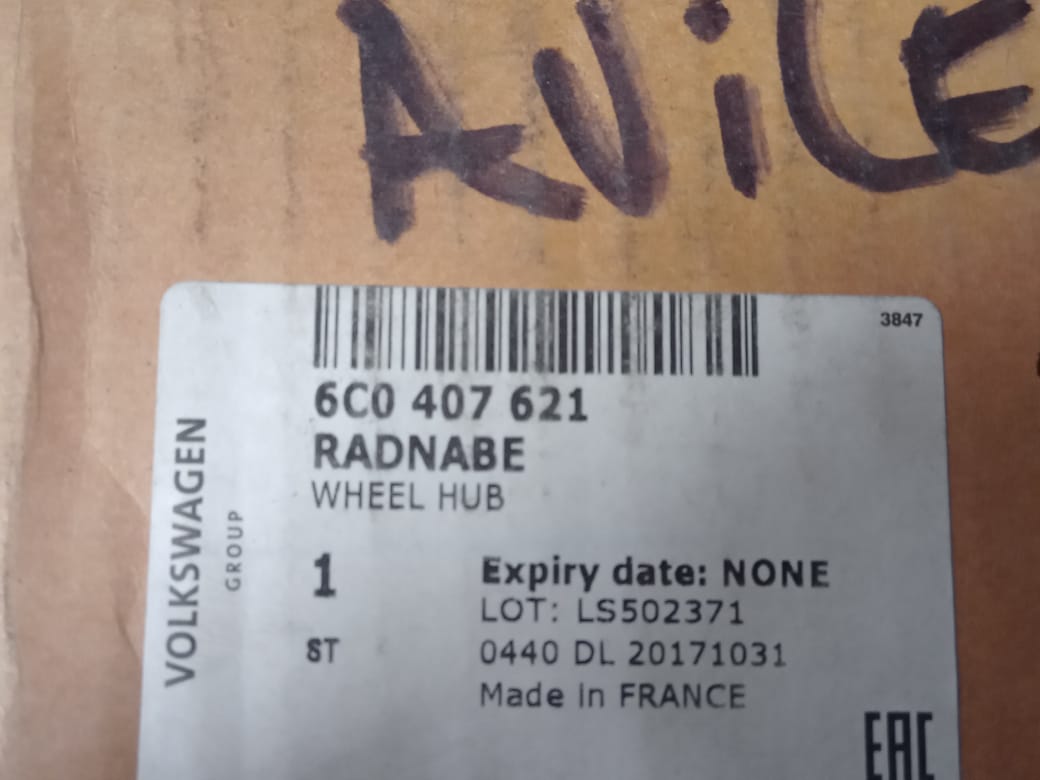 AViLE
3847
6C0 407 621
RADNABE
WHEEL HUB
VOLKSWAGEN
GROUP
1
ST
Expiry date: NONE
LOT: LS502371
0440 DL 20171031
Made in FRANCE
EAC